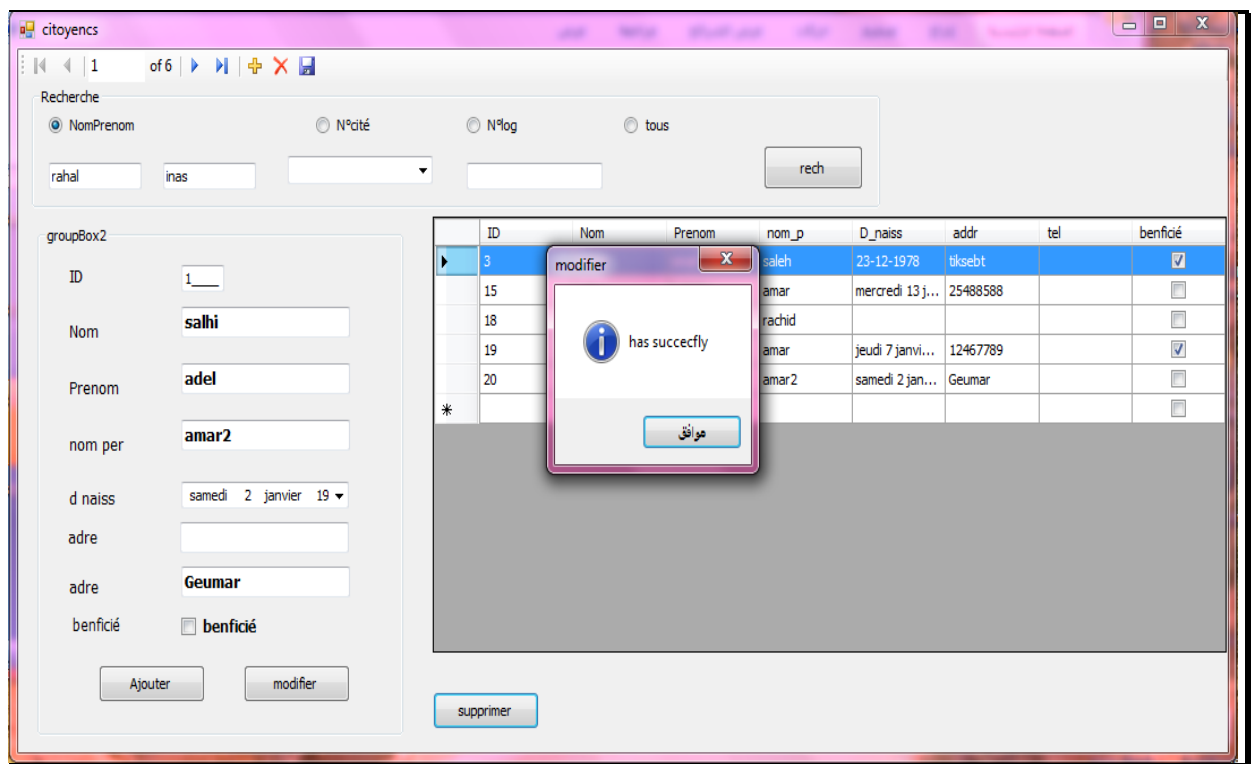 citoyencs
1 of 6
Recherche
NomPrenom N°cité N°log tous
rahal inas rech
groupBox2
ID 1___
Nom salhi
Prenom adel
nom per amar2
d naiss samedi 2 janvier 19
adre
adre Geumar
benficié benficié
Ajouter modifier
ID Nom Prenom nom_p D_naiss addr tel benficié
3 saleh 23-12-1978 tiksebt
15 amar mercredi 13 j... 25488588
18 rachid
19 amar jeudi 7 janvi... 12467789
20 amar2 samedi 2 jan... Geumar
modifier
has succecfly
موافق
supprimer